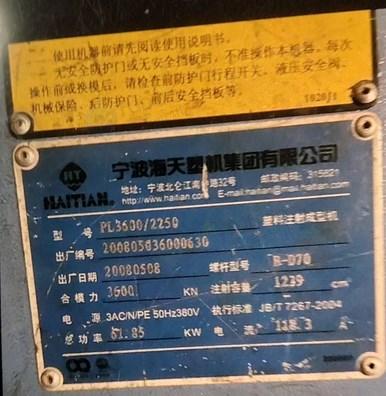 二、使用机器前请先阅读使用说明书。
无安全防护门或无安全挡板时，不准操作本机器。每次
操作前或换模后，请检查前防护门行程开关、液压安全阀、
机械保险、后防护门、前后安全挡板等。
HAITIAN
宁波海天塑机集团有限公司
地址：宁波北仑江南 路32号 邮政编码：315821
http://www.haitian.com E-mail:haitian@mail.haitian.com
型号 PL3600/2250 塑料注射成型机
出厂编号 200805036000630
出厂日期 20080508 螺杆型号 B-D70
合模力 3600 KN 注射容量 1239 cm
电源 3AC/N/PE 50Hz380V 执行标准 JB/T 7267-2004
总功率 61.85 KW 电流 118.3 A